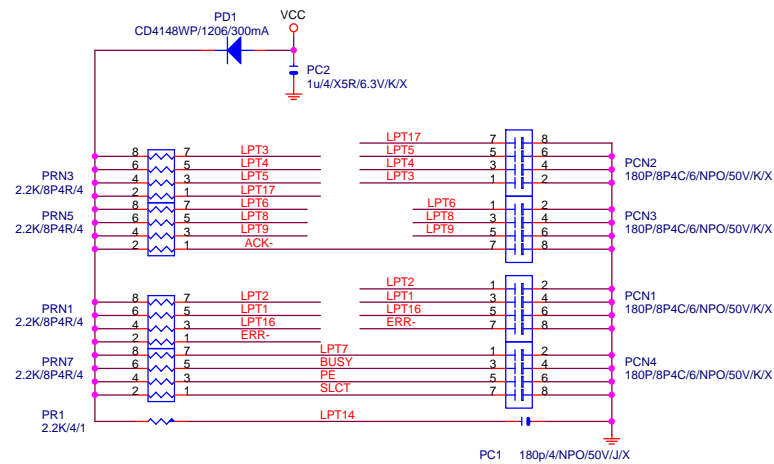 PD1
CD4148WP/1206/300mA
VCC
PC2
1u/4/X5R/6.3V/K/X
PRN3
2.2K/8P4R/4
8 7 LPT3
6 5 LPT4
4 3 LPT5
2 1 LPT17
PRN5
2.2K/8P4R/4
8 7 LPT6
6 5 LPT8
4 3 LPT9
2 1 ACK-
LPT17 7 8
LPT5 5 6
LPT4 3 4
LPT3 1 2
PCN2
180P/8P4C/6/NPO/50V/K/X
LPT6 1 2
LPT8 3 4
LPT9 5 6
7 8
PCN3
180P/8P4C/6/NPO/50V/K/X
PRN1
2.2K/8P4R/4
8 7 LPT2
6 5 LPT1
4 3 LPT16
2 1 ERR-
LPT2 1 2
LPT1 3 4
LPT16 5 6
ERR- 7 8
PCN1
180P/8P4C/6/NPO/50V/K/X
PRN7
2.2K/8P4R/4
8 7 LPT7 1 2
6 5 BUSY 3 4
4 3 PE 5 6
2 1 SLCT 7 8
PCN4
180P/8P4C/6/NPO/50V/K/X
PR1
2.2K/4/1
LPT14
PC1 180p/4/NPO/50V/J/X